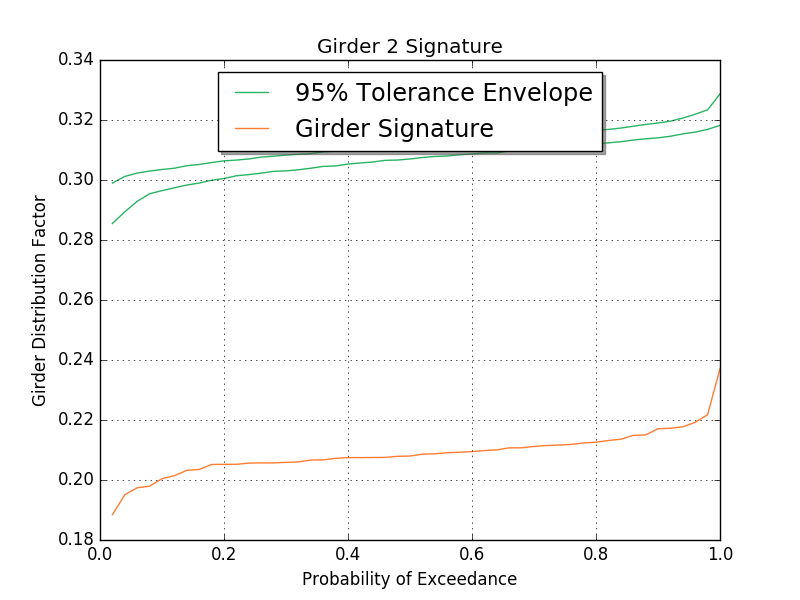 Girder 2 Signature
0.34
0.32
0.30
0.28
0.26
0.24
0.22
0.20
0.18
Girder Distribution Factor
95% Tolerance Envelope
Girder Signature
0.0 0.2 0.4 0.6 0.8 1.0
Probability of Exceedance